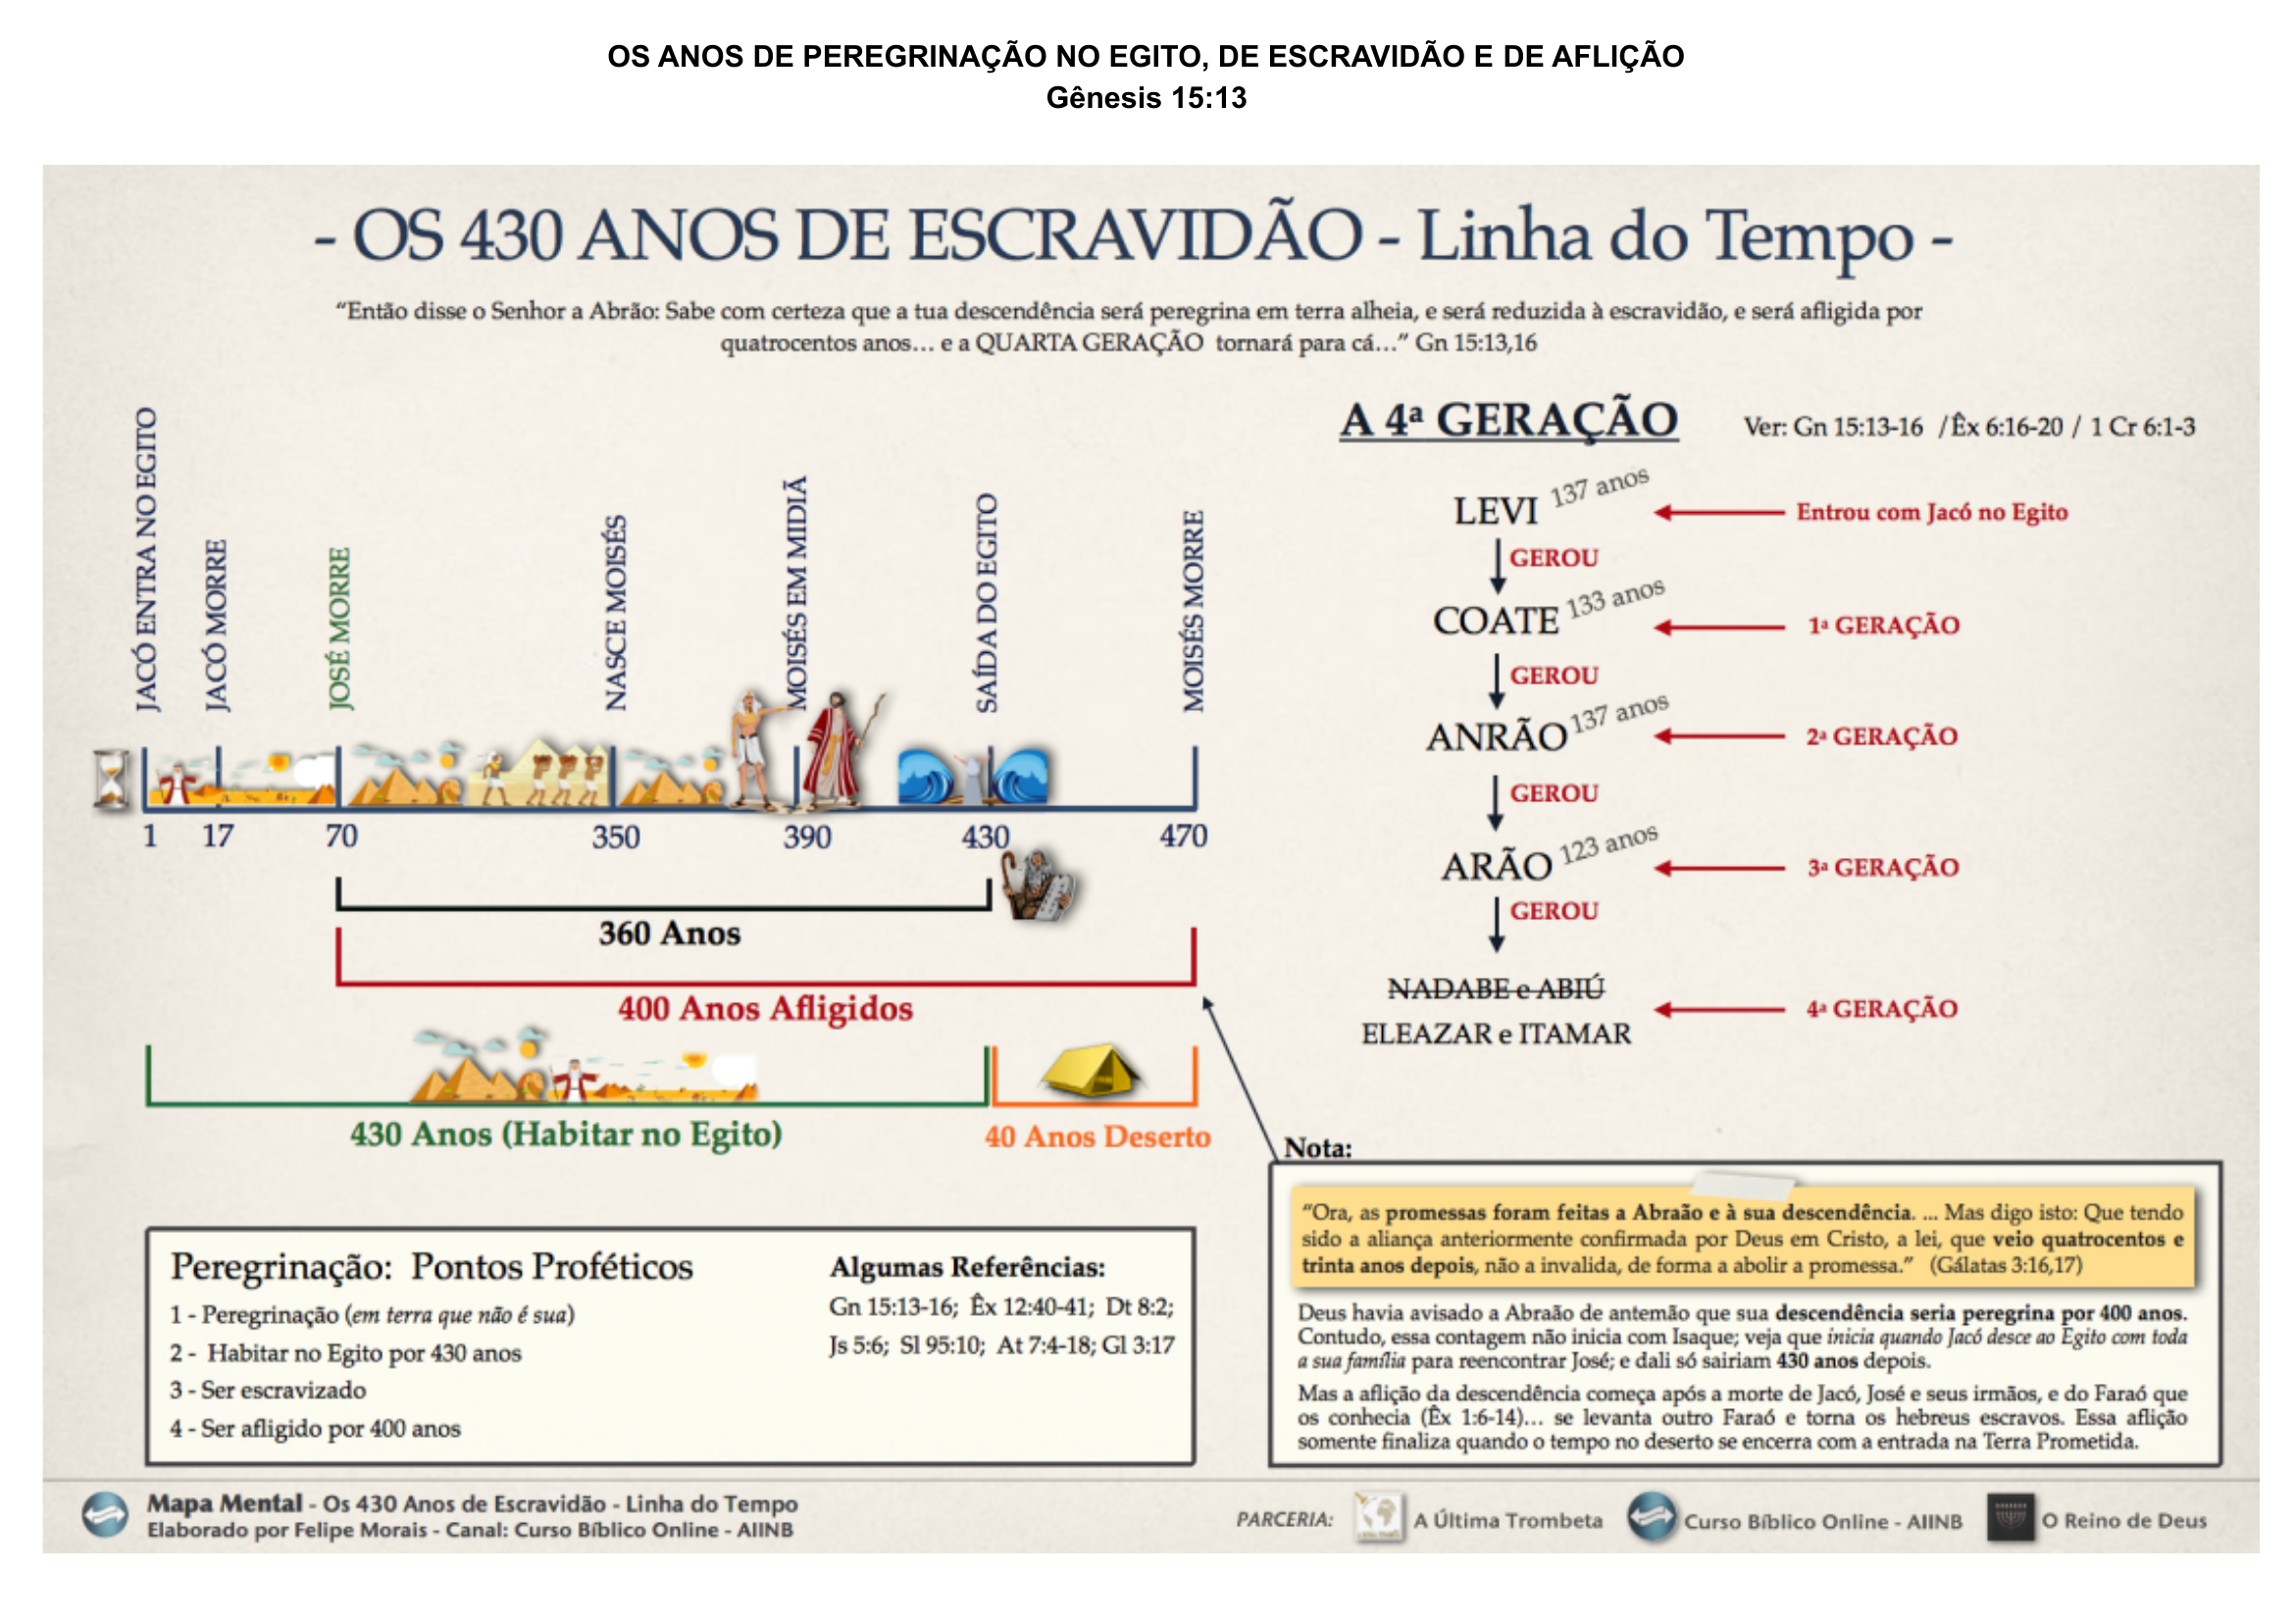 OS ANOS DE PEREGRINAÇÃO NO EGITO, DE ESCRAVIDÃO E DE AFLIÇÃO
Gênesis 15:13
- OS 430 ANOS DE ESCRAVIDÃO - Linha do Tempo -
“Então disse o Senhor a Abrão: Sabe com certeza que a tua descendência será peregrina em terra alheia, e será reduzida à escravidão, e será afligida por
quatrocentos anos… e a QUARTA GERAÇÃO tornará para cá…” Gn 15:13,16
JACÓ ENTRA NO EGITO
JACÓ MORRE
JOSÉ MORRE
NASCE MOISÉS
MOISÉS EM MIDIÃ
SAÍDA DO EGITO
MOISÉS MORRE
1
17
70
350
390
430
470
360 Anos
400 Anos Afligidos
430 Anos (Habitar no Egito)
40 Anos Deserto
A 4ª GERAÇÃO
Ver: Gn 15:13-16 / Êx 6:16-20 / 1 Cr 6:1-3
LEVI 137 anos
Entrou com Jacó no Egito
GEROU
COATE 133 anos
1ª GERAÇÃO
GEROU
ANRÃO 137 anos
2ª GERAÇÃO
GEROU
ARÃO 123 anos
3ª GERAÇÃO
GEROU
NADABE e ABIÚ
4ª GERAÇÃO
ELEAZAR e ITAMAR
Peregrinação: Pontos Proféticos
1 - Peregrinação (em terra que não é sua)
2 - Habitar no Egito por 430 anos
3 - Ser escravizado
4 - Ser afligido por 400 anos
Algumas Referências:
Gn 15:13-16; Êx 12:40-41; Dt 8:2;
Js 5:6; Sl 95:10; At 7:4-18; Gl 3:17
Nota:
“Ora, as promessas foram feitas a Abraão e à sua descendência. ... Mas digo isto: Que tendo
sido a aliança anteriormente confirmada por Deus em Cristo, a lei, que veio quatrocentos e
trinta anos depois, não a invalida, de forma a abolir a promessa.” (Gálatas 3:16,17)
Deus havia avisado a Abraão de antemão que sua descendência seria peregrina por 400 anos.
Contudo, essa contagem não inicia com Isaque; veja que inicia quando Jacó desce ao Egito com toda
a sua família para reencontrar José; e dali só sairiam 430 anos depois.
Mas a aflição da descendência começa após a morte de Jacó, José e seus irmãos, e do Faraó que
os conhecia (Êx 1:6-14)… se levanta outro Faraó e torna os hebreus escravos. Essa aflição
somente finaliza quando o tempo no deserto se encerra com a entrada na Terra Prometida.
Mapa Mental - Os 430 Anos de Escravidão - Linha do Tempo
Elaborado por Felipe Morais - Canal: Curso Bíblico Online - AIINB
PARCERIA:
A Última Trombeta
Curso Bíblico Online - AIINB
O Reino de Deus